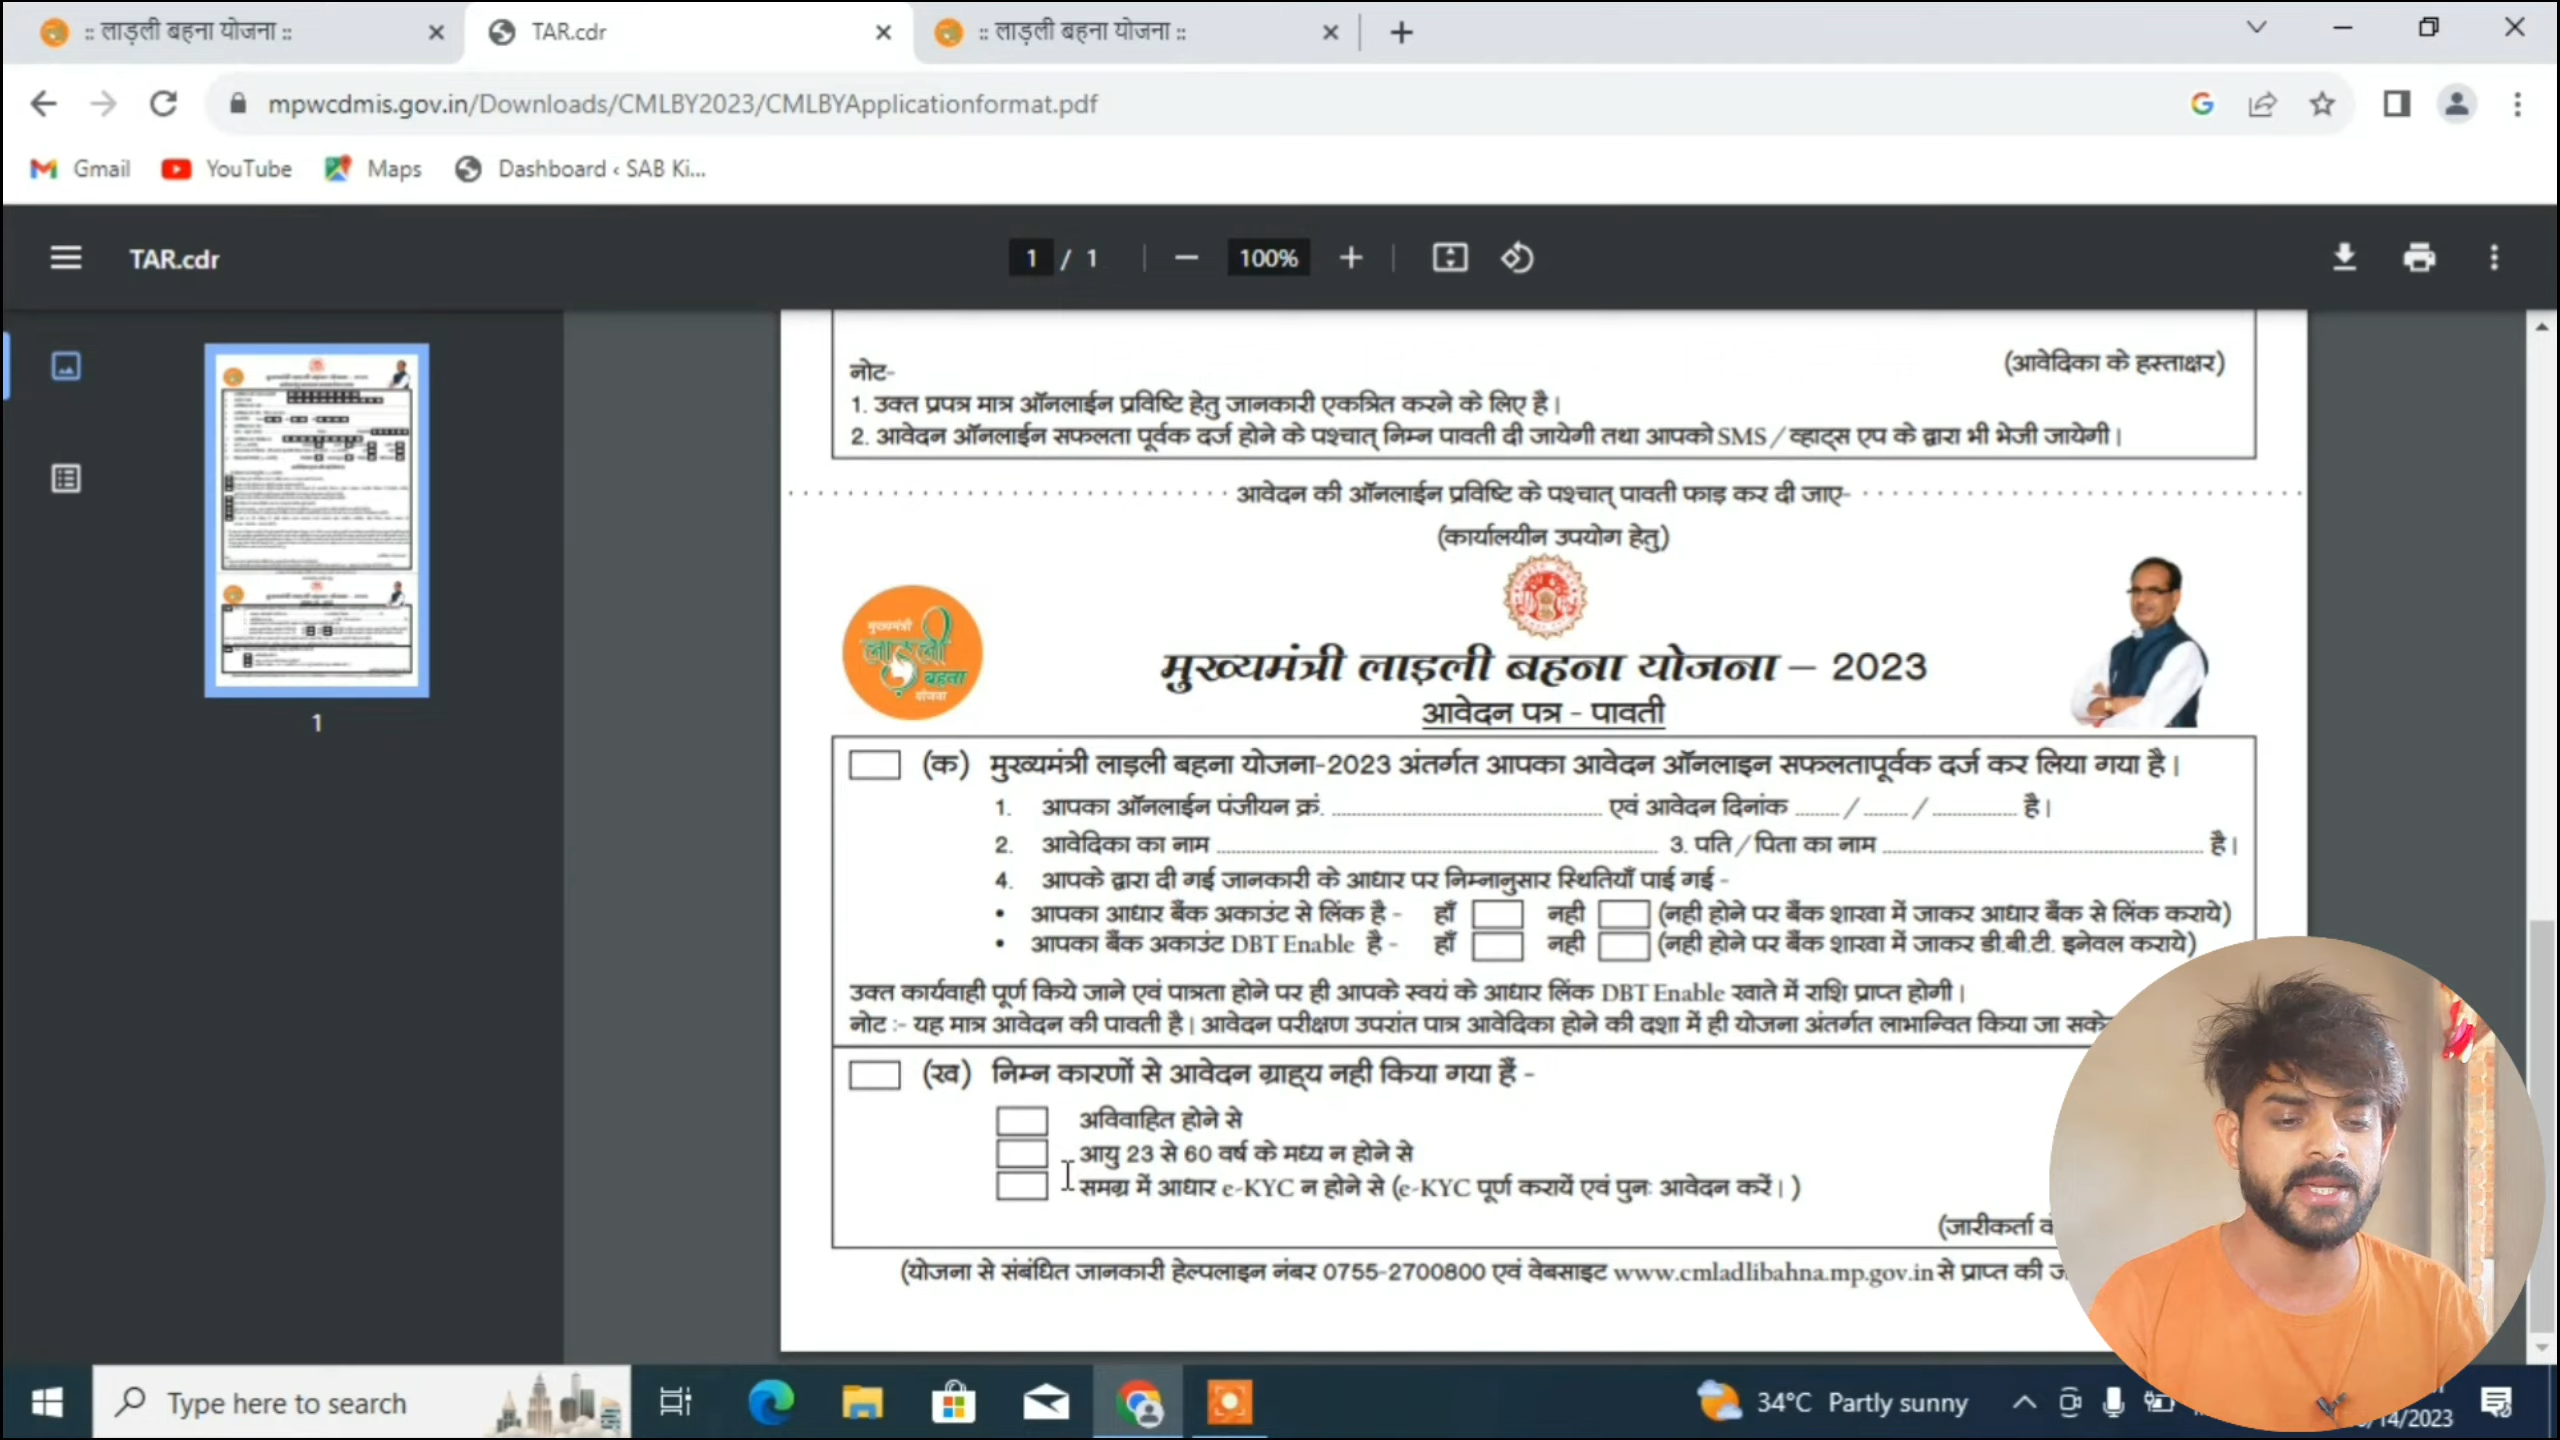 :: लाड़ली बहना योजना ::
TAR.cdr
:: लाड़ली बहना योजना ::
mpwcdmis.gov.in/Downloads/CMLBY2023/CMLBYApplicationformat.pdf
Gmail
YouTube
Maps
Dashboard ‹ SAB Ki...
TAR.cdr
1 / 1
100%
1
(आवेदिका के हस्ताक्षर)
नोट-
1. उक्त प्रपत्र मात्र ऑनलाईन प्रविष्टि हेतु जानकारी एकत्रित करने के लिए है।
2. आवेदन ऑनलाईन सफलता पूर्वक दर्ज होने के पश्चात् निम्न पावती दी जायेगी तथा आपको SMS/व्हाट्स एप के द्वारा भी भेजी जायेगी।
आवेदन की ऑनलाईन प्रविष्टि के पश्चात् पावती फाड़ कर दी जाए-
(कार्यालयीन उपयोग हेतु)
मुख्यमंत्री
लाड़ली
बहना
योजना
मुख्यमंत्री लाड़ली बहना योजना – 2023
आवेदन पत्र - पावती
(क) मुख्यमंत्री लाड़ली बहना योजना-2023 अंतर्गत आपका आवेदन ऑनलाइन सफलतापूर्वक दर्ज कर लिया गया है।
1. आपका ऑनलाईन पंजीयन क्रं. ........ एवं आवेदन दिनांक ...... / ...... / ........ है।
2. आवेदिका का नाम ........ 3. पति/पिता का नाम ........ है।
4. आपके द्वारा दी गई जानकारी के आधार पर निम्नानुसार स्थितियाँ पाई गई -
• आपका आधार बैंक अकाउंट से लिंक है - हाँ नही (नही होने पर बैंक शाखा में जाकर आधार बैंक से लिंक कराये)
• आपका बैंक अकाउंट DBT Enable है - हाँ नही (नही होने पर बैंक शाखा में जाकर डी.बी.टी. इनेवल कराये)
उक्त कार्यवाही पूर्ण किये जाने एवं पात्रता होने पर ही आपके स्वयं के आधार लिंक DBT Enable खाते में राशि प्राप्त होगी।
नोट :- यह मात्र आवेदन की पावती है। आवेदन परीक्षण उपरांत पात्र आवेदिका होने की दशा में ही योजना अंतर्गत लाभान्वित किया जा सके
(ख) निम्न कारणों से आवेदन ग्राह्य नही किया गया हैं -
अविवाहित होने से
आयु 23 से 60 वर्ष के मध्य न होने से
समग्र में आधार e-KYC न होने से (e-KYC पूर्ण करायें एवं पुनः आवेदन करें।)
(जारीकर्ता
(योजना से संबंधित जानकारी हेल्पलाइन नंबर 0755-2700800 एवं वेबसाइट www.cmladlibahna.mp.gov.in से प्राप्त की
Type here to search
34°C Partly sunny
/14/2023